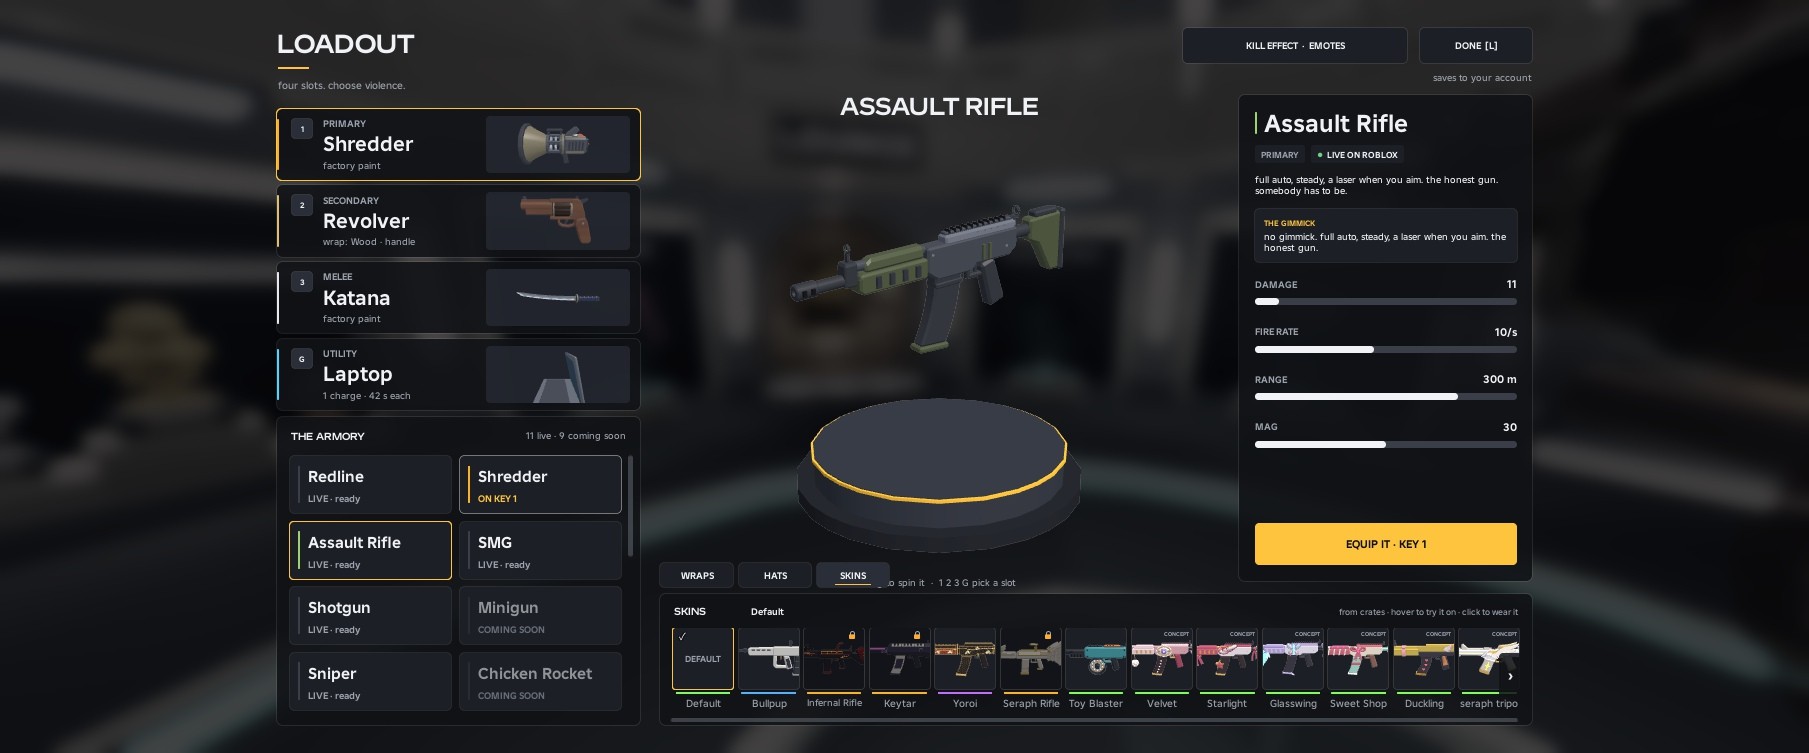 LOADOUT
four slots. choose violence.
KILL EFFECT · EMOTES
DONE [L]
saves to your account
1
PRIMARY
Shredder
factory paint
2
SECONDARY
Revolver
wrap: Wood · handle
3
MELEE
Katana
factory paint
G
UTILITY
Laptop
1 charge · 42 s each
THE ARMORY
11 live · 9 coming soon
Redline
LIVE · ready
Shredder
ON KEY 1
Assault Rifle
LIVE · ready
SMG
LIVE · ready
Shotgun
LIVE · ready
Minigun
COMING SOON
Sniper
LIVE · ready
Chicken Rocket
COMING SOON
ASSAULT RIFLE
Assault Rifle
PRIMARY
LIVE ON ROBLOX
full auto, steady, a laser when you aim. the honest gun.
somebody has to be.
THE GIMMICK
no gimmick. full auto, steady, a laser when you aim. the
honest gun.
DAMAGE 11
FIRE RATE 10/s
RANGE 300 m
MAG 30
EQUIP IT · KEY 1
WRAPS
HATS
SKINS
to spin it · 1 2 3 G pick a slot
SKINS
Default
from crates · hover to try it on · click to wear it
✓
DEFAULT
CONCEPT
CONCEPT
CONCEPT
CONCEPT
CONCEPT
CONCEPT
›
Default
Bullpup
Infernal Rifle
Keytar
Yoroi
Seraph Rifle
Toy Blaster
Velvet
Starlight
Glasswing
Sweet Shop
Duckling
seraph tripo